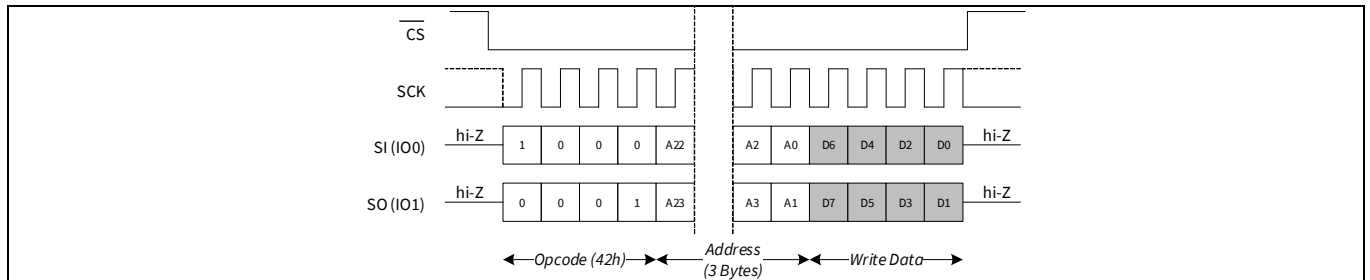 CS
SCK
hi-Z
SI (IO0)
1 0 0 0 A22 A2 A0 D6 D4 D2 D0
hi-Z
hi-Z
SO (IO1)
0 0 0 1 A23 A3 A1 D7 D5 D3 D1
hi-Z
Opcode (42h)
Address
(3 Bytes)
Write Data